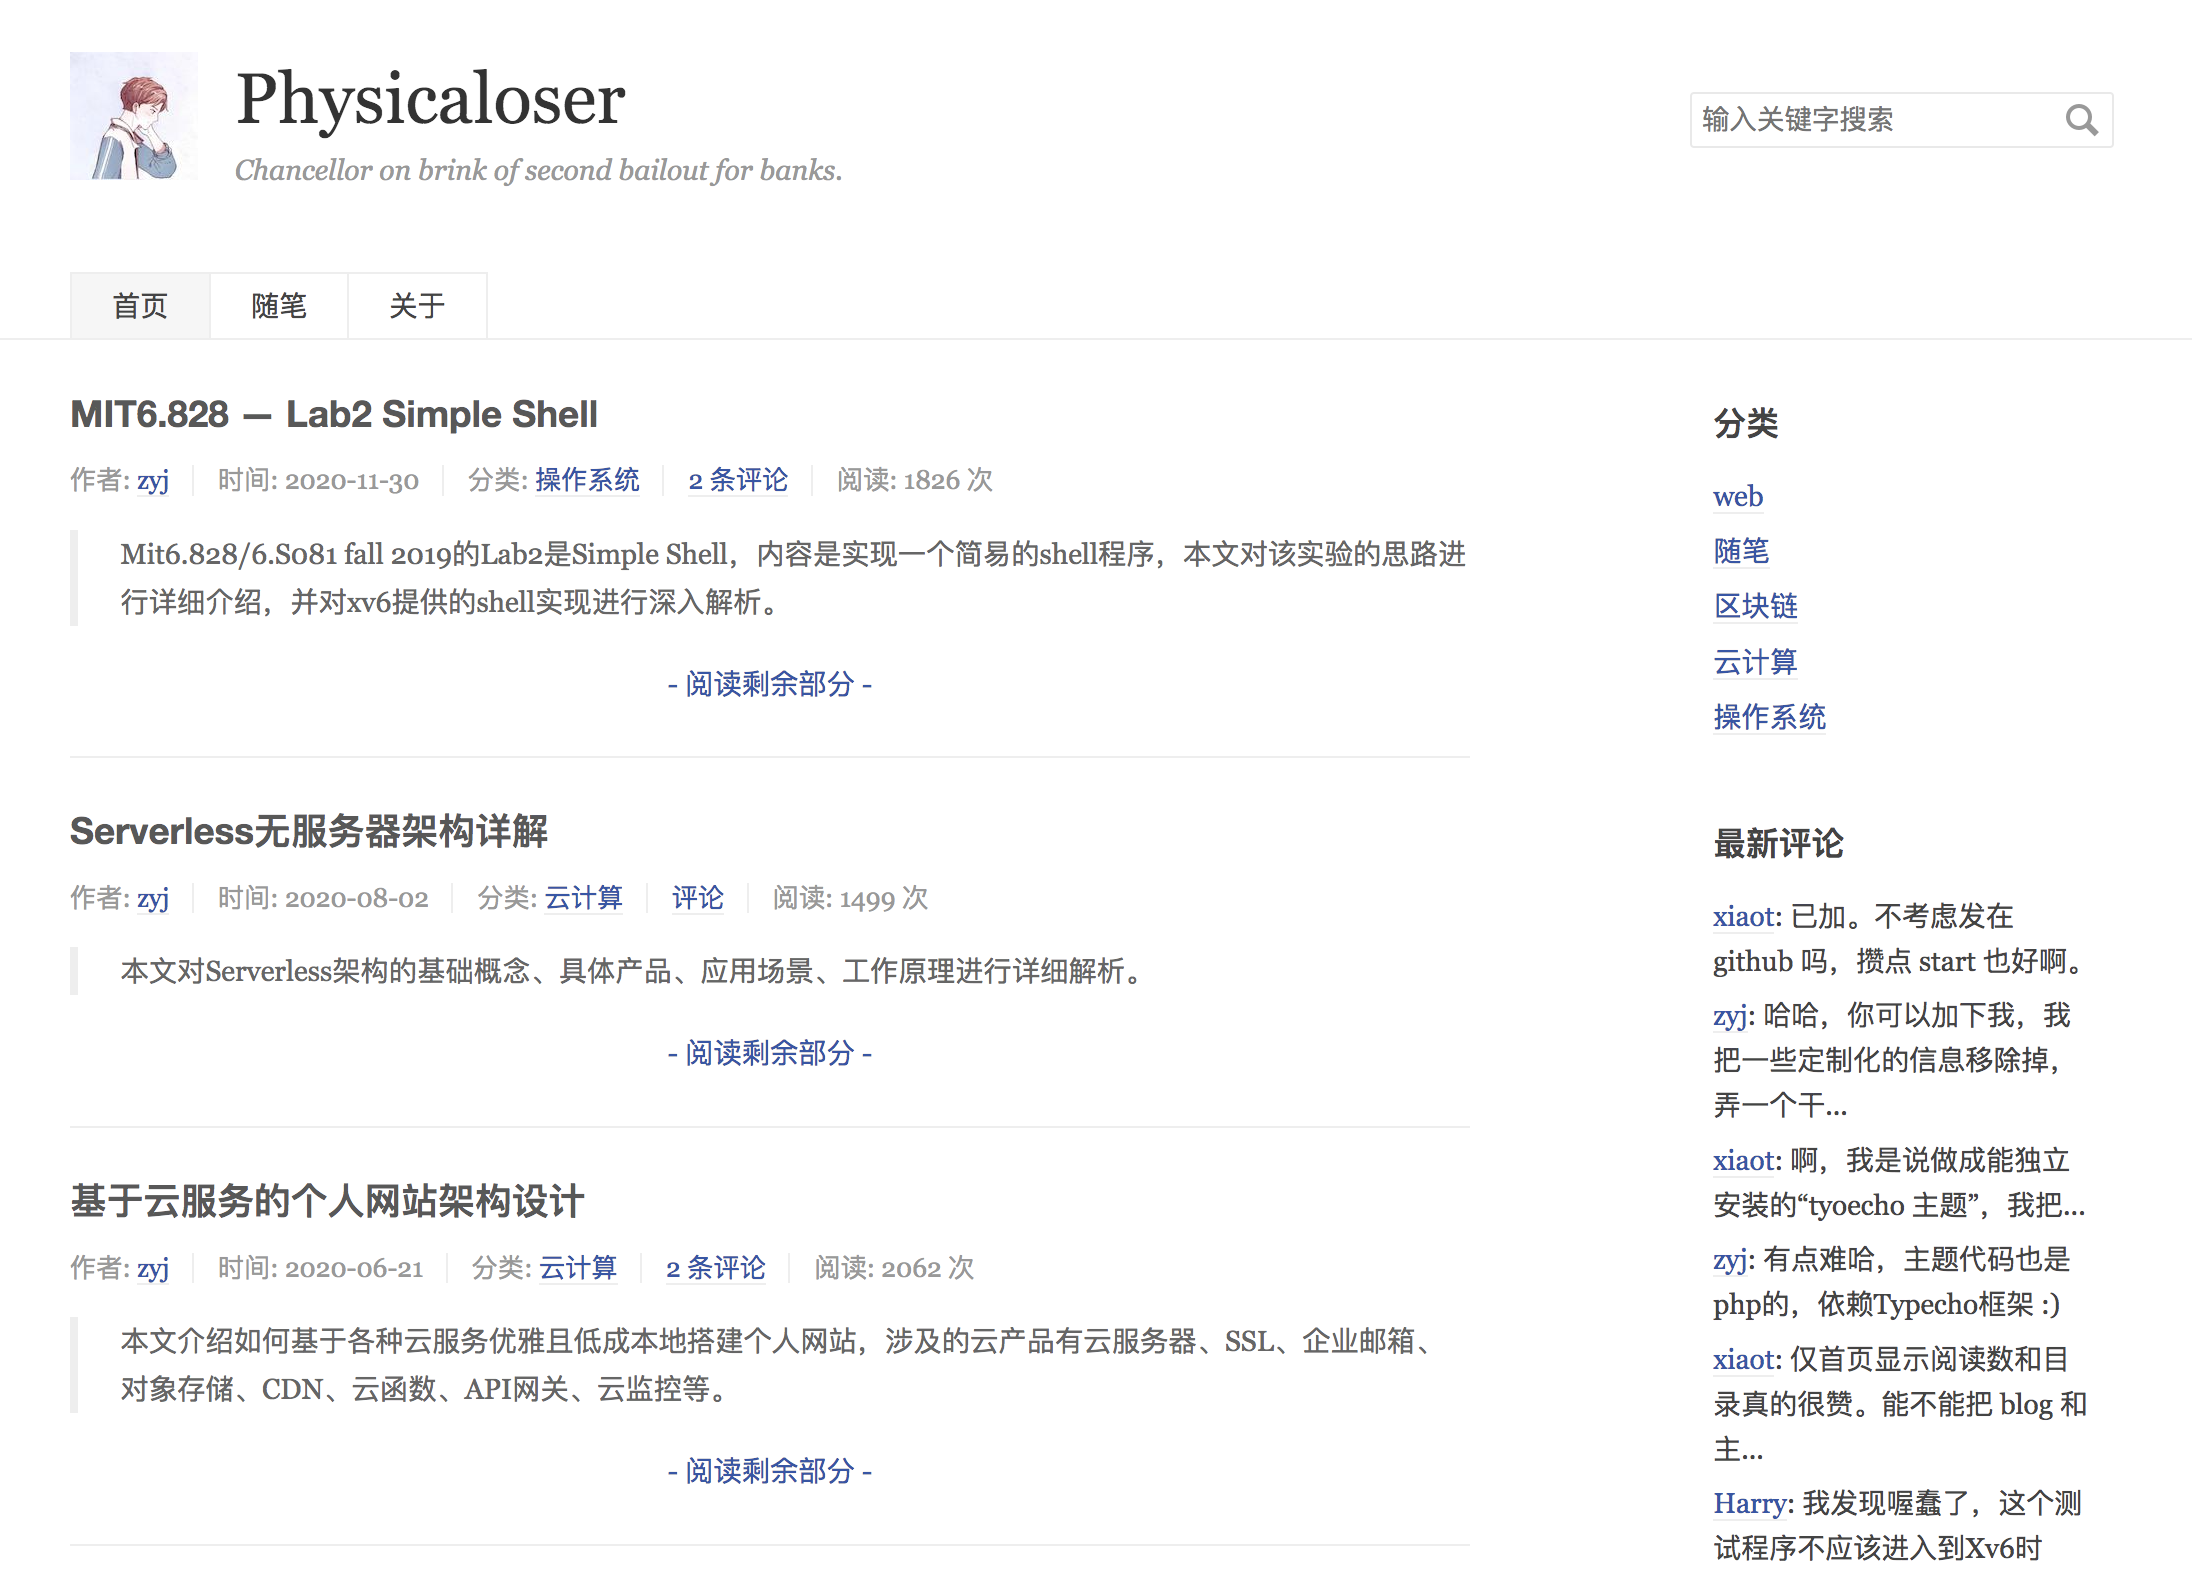 Physicaloser
Chancellor on brink of second bailout for banks.
输入关键字搜索
首页
随笔
关于
MIT6.828 — Lab2 Simple Shell
作者: zyj 时间: 2020-11-30 分类: 操作系统 2 条评论 阅读: 1826 次
Mit6.828/6.S081 fall 2019的Lab2是Simple Shell，内容是实现一个简易的shell程序，本文对该实验的思路进
行详细介绍，并对xv6提供的shell实现进行深入解析。
- 阅读剩余部分 -
Serverless无服务器架构详解
作者: zyj 时间: 2020-08-02 分类: 云计算 评论 阅读: 1499 次
本文对Serverless架构的基础概念、具体产品、应用场景、工作原理进行详细解析。
- 阅读剩余部分 -
基于云服务的个人网站架构设计
作者: zyj 时间: 2020-06-21 分类: 云计算 2 条评论 阅读: 2062 次
本文介绍如何基于各种云服务优雅且低成本地搭建个人网站，涉及的云产品有云服务器、SSL、企业邮箱、
对象存储、CDN、云函数、API网关、云监控等。
- 阅读剩余部分 -
分类
web
随笔
区块链
云计算
操作系统
最新评论
xiaot: 已加。不考虑发在
github 吗，攒点 start 也好啊。
zyj: 哈哈，你可以加下我，我
把一些定制化的信息移除掉，
弄一个干...
xiaot: 啊，我是说做成能独立
安装的“tyoecho 主题”，我把...
zyj: 有点难哈，主题代码也是
php的，依赖Typecho框架 :)
xiaot: 仅首页显示阅读数和目
录真的很赞。能不能把 blog 和
主...
Harry: 我发现喔蠢了，这个测
试程序不应该进入到Xv6时